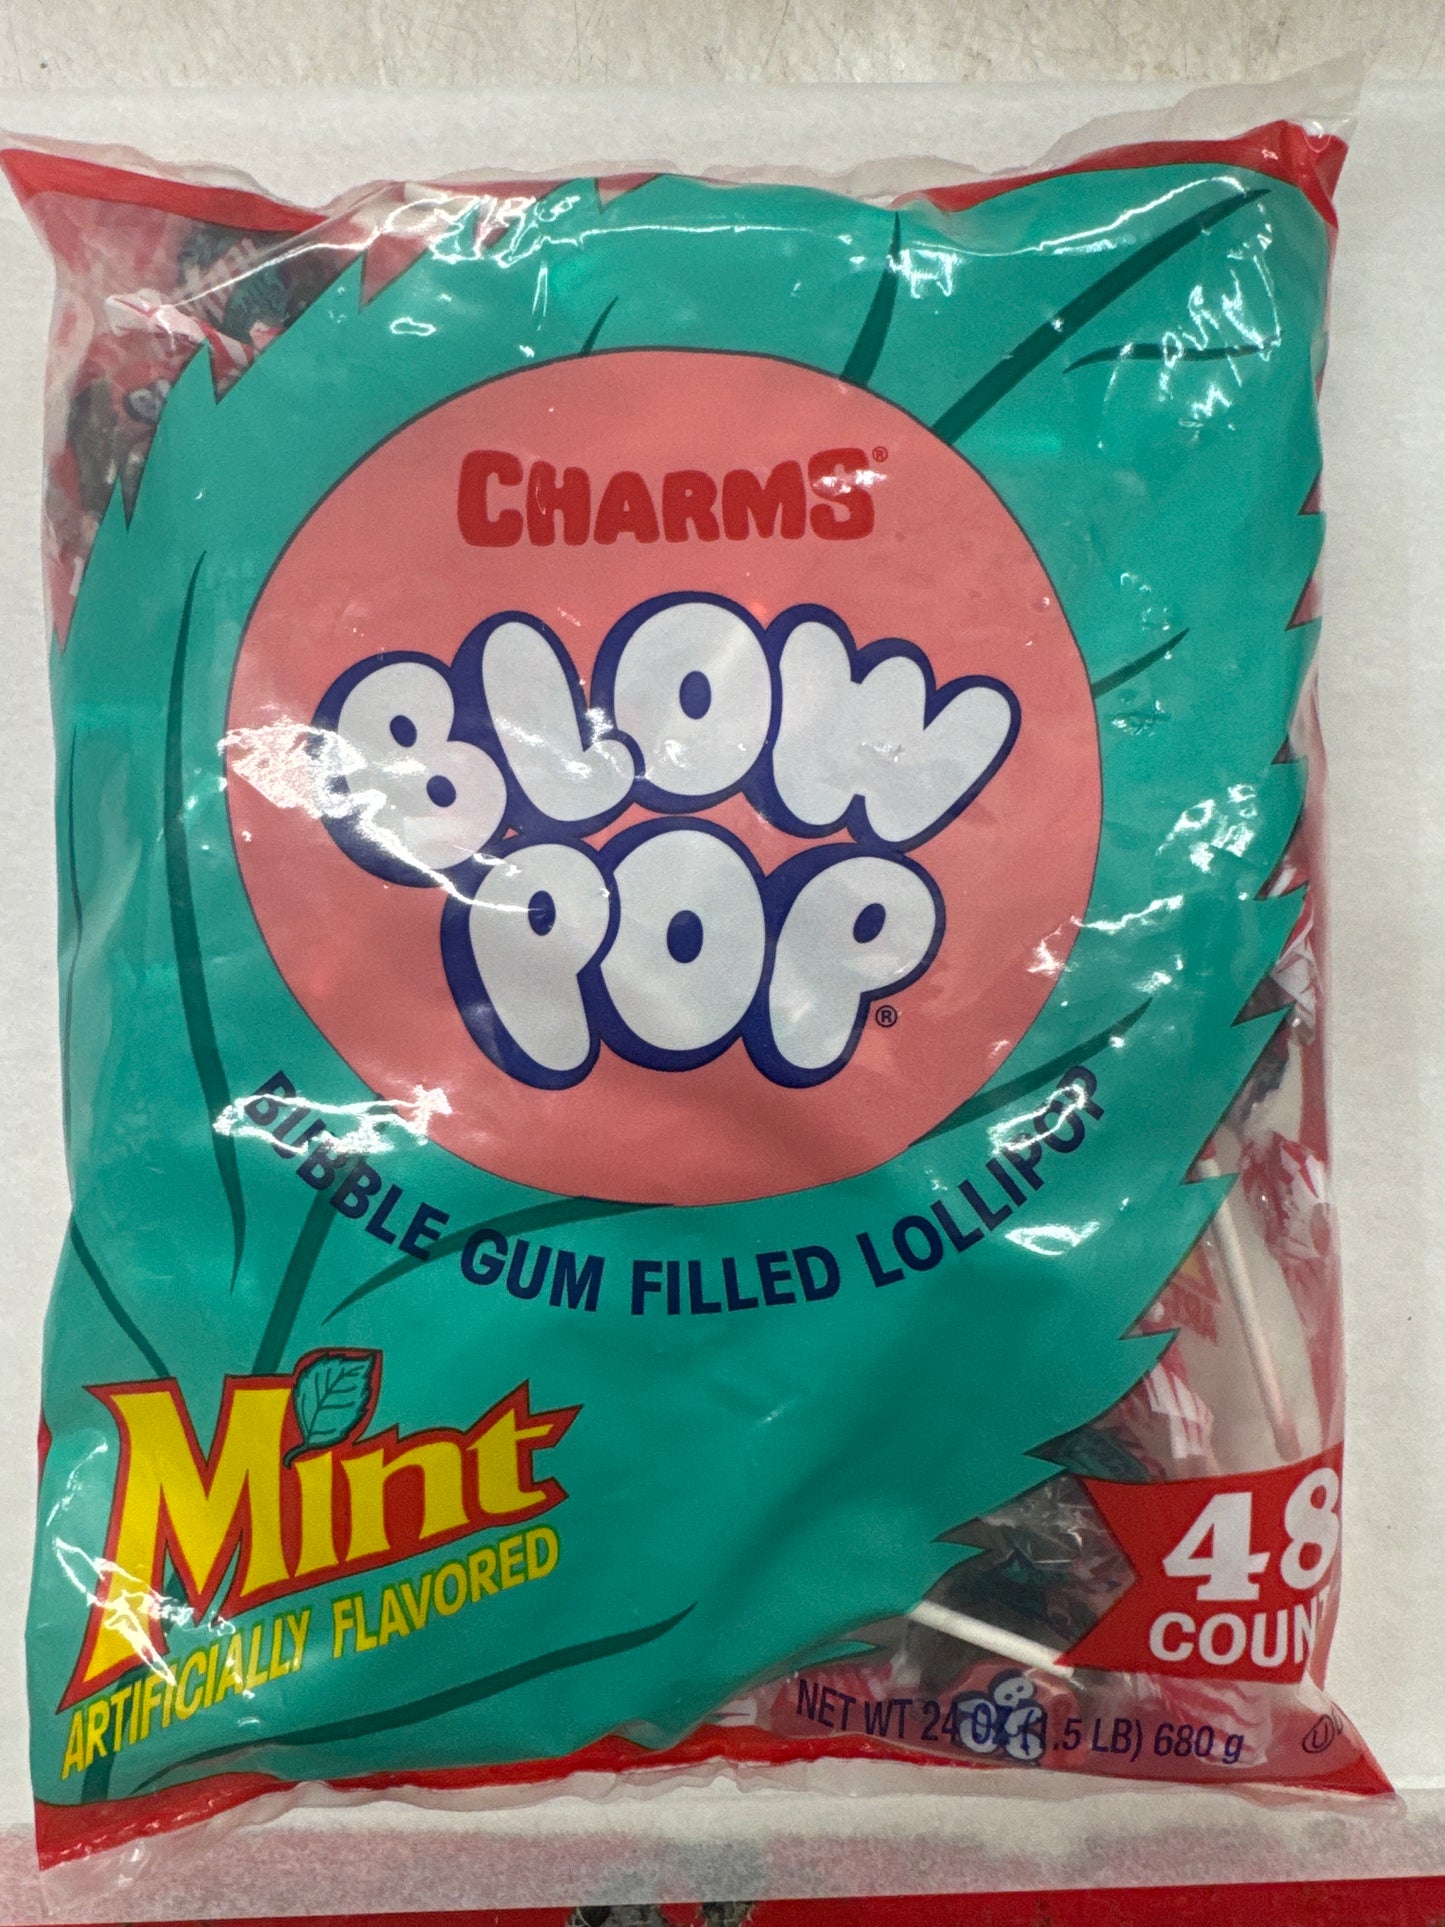 CHARMS®
BLOW
POP®
BUBBLE GUM FILLED LOLLIPOP
Mint
ARTIFICIALLY FLAVORED
48
COUNT
NET WT 24 OZ (1.5 LB) 680 g